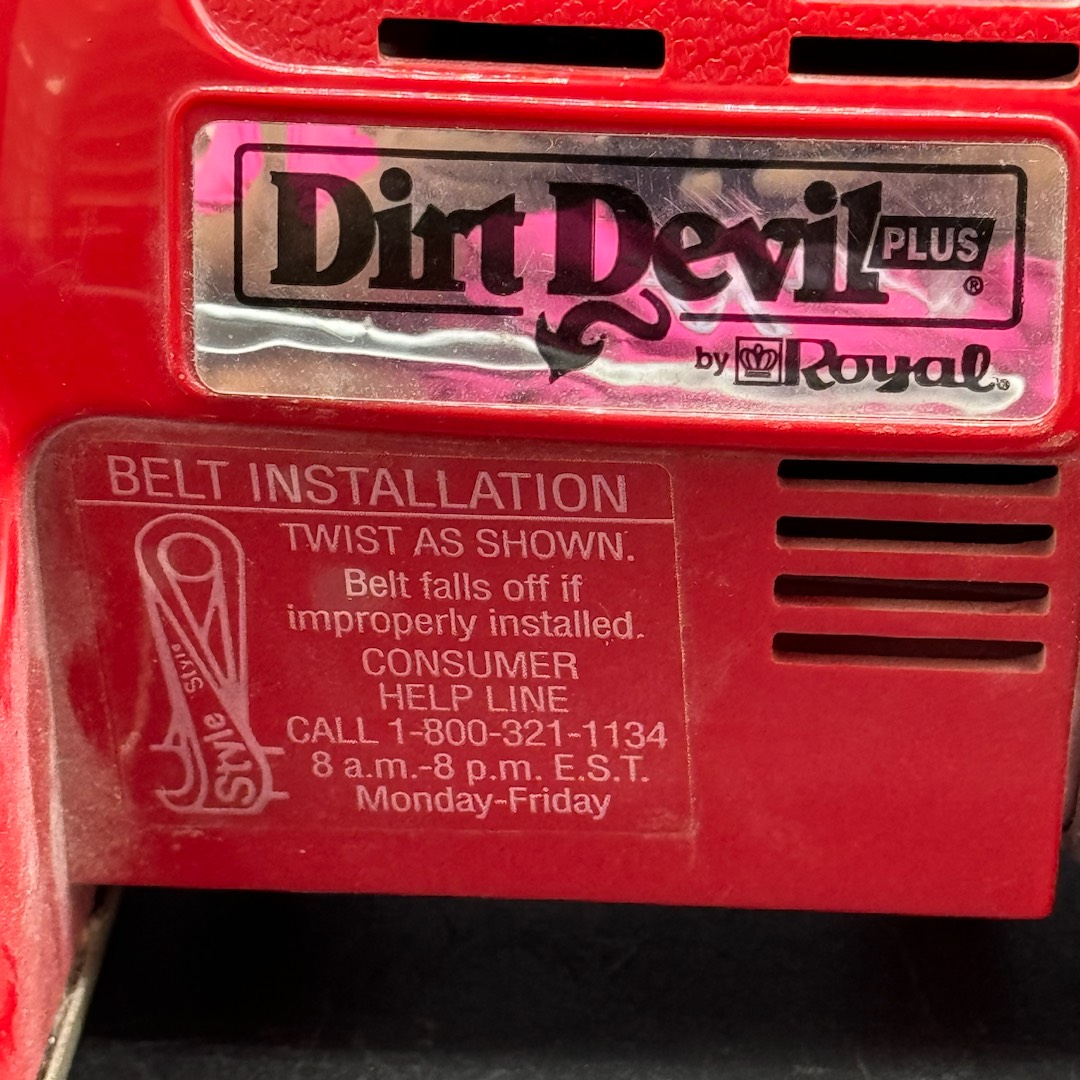 Dirt Devil PLUS®
by Royal
BELT INSTALLATION
TWIST AS SHOWN.
Belt falls off if
improperly installed.
CONSUMER
HELP LINE
CALL 1-800-321-1134
8 a.m.-8 p.m. E.S.T.
Monday-Friday
Style
Style